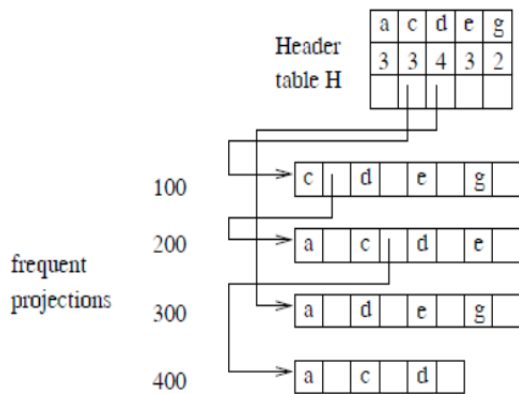 a c d e g
Header
table H
3 3 4 3 2
100
c d e g
200
a c d e
frequent
projections
300
a d e g
400
a c d